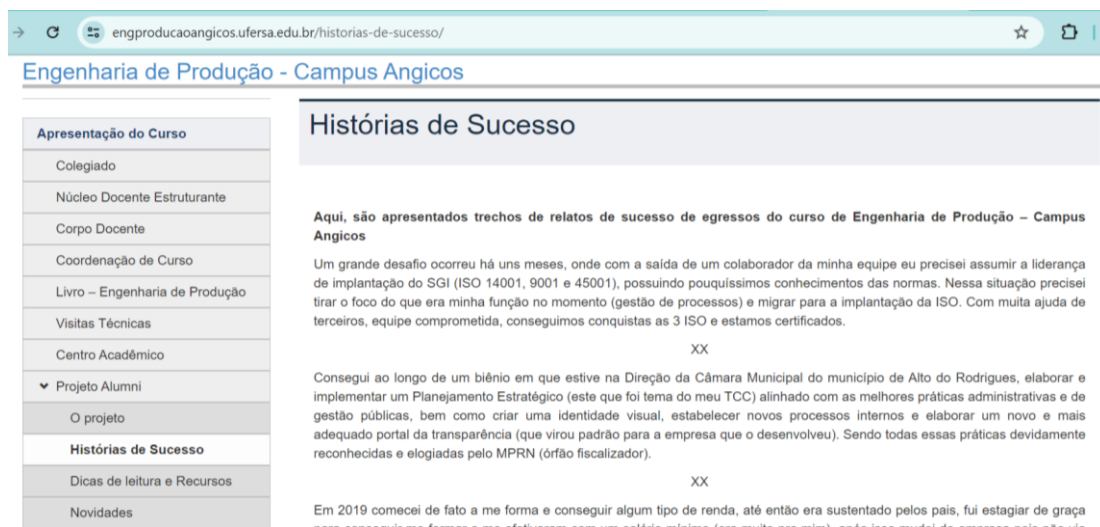 engproducaoangicos.ufersa.edu.br/historias-de-sucesso/
Engenharia de Produção - Campus Angicos
Apresentação do Curso
Colegiado
Núcleo Docente Estruturante
Corpo Docente
Coordenação de Curso
Livro – Engenharia de Produção
Visitas Técnicas
Centro Acadêmico
Projeto Alumni
O projeto
Histórias de Sucesso
Dicas de leitura e Recursos
Novidades
Histórias de Sucesso
Aqui, são apresentados trechos de relatos de sucesso de egressos do curso de Engenharia de Produção – Campus
Angicos
Um grande desafio ocorreu há uns meses, onde com a saída de um colaborador da minha equipe eu precisei assumir a liderança
de implantação do SGI (ISO 14001, 9001 e 45001), possuindo pouquíssimos conhecimentos das normas. Nessa situação precisei
tirar o foco do que era minha função no momento (gestão de processos) e migrar para a implantação da ISO. Com muita ajuda de
terceiros, equipe comprometida, conseguimos conquistas as 3 ISO e estamos certificados.
XX
Consegui ao longo de um biênio em que estive na Direção da Câmara Municipal do município de Alto do Rodrigues, elaborar e
implementar um Planejamento Estratégico (este que foi tema do meu TCC) alinhado com as melhores práticas administrativas e de
gestão públicas, bem como criar uma identidade visual, estabelecer novos processos internos e elaborar um novo e mais
adequado portal da transparência (que virou padrão para a empresa que o desenvolveu). Sendo todas essas práticas devidamente
reconhecidas e elogiadas pelo MPRN (órfão fiscalizador).
XX
Em 2019 comecei de fato a me forma e conseguir algum tipo de renda, até então era sustentado pelos pais, fui estagiar de graça